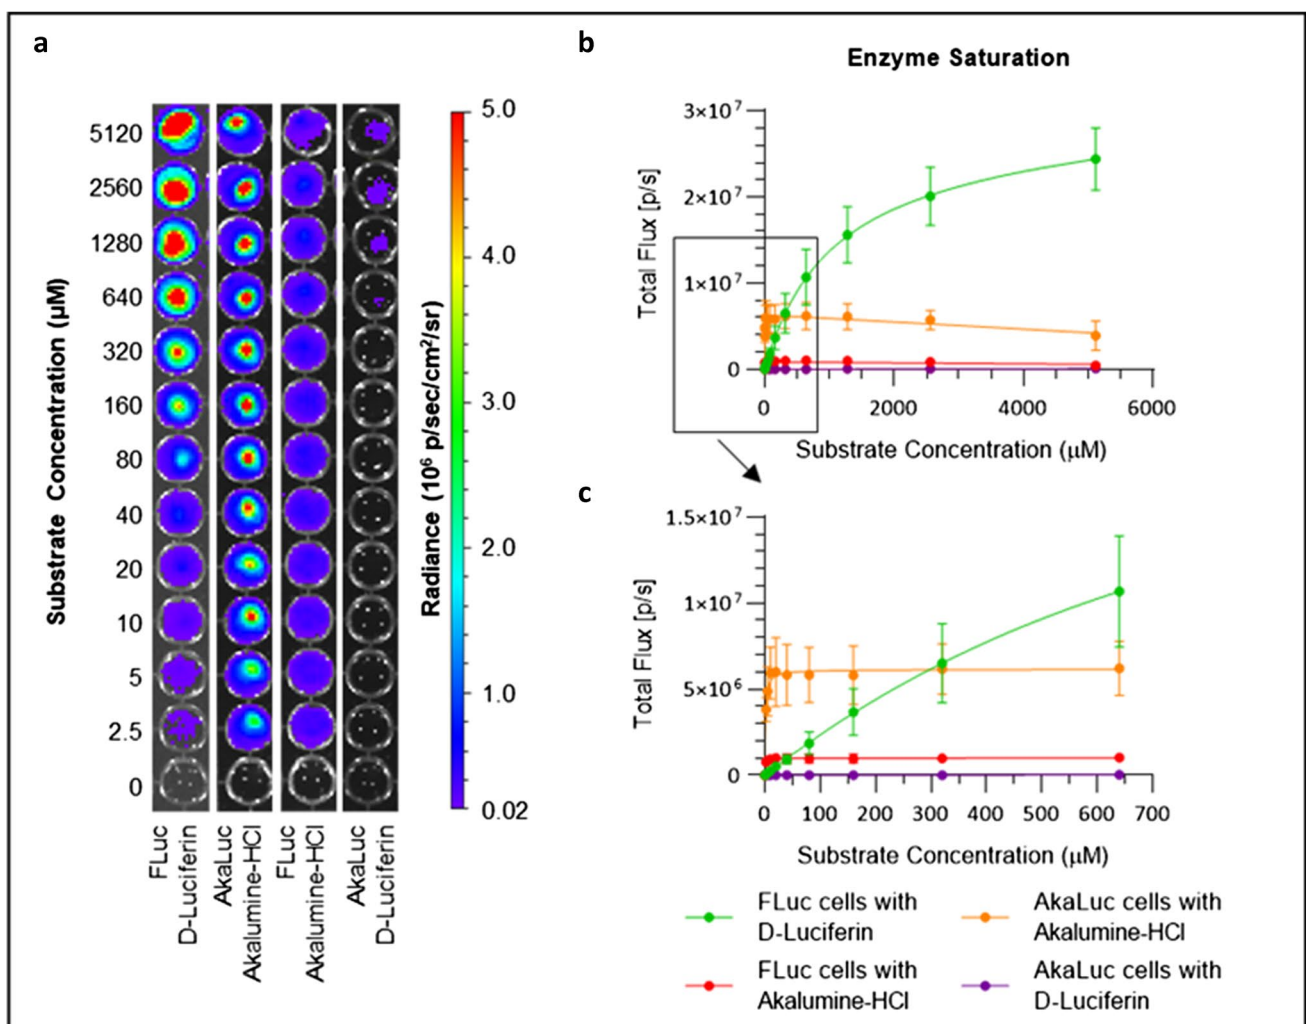 a
Substrate Concentration (μM)
5120
2560
1280
640
320
160
80
40
20
10
5
2.5
0
FLuc
D-Luciferin
AkaLuc
Akalumine-HCl
FLuc
Akalumine-HCl
AkaLuc
D-Luciferin
5.0
4.0
3.0
2.0
1.0
0.02
Radiance (10⁶ p/sec/cm²/sr)
b
Enzyme Saturation
Total Flux [p/s]
3×10⁷
2×10⁷
1×10⁷
0
0 2000 4000 6000
Substrate Concentration (μM)
c
Total Flux [p/s]
1.5×10⁷
1×10⁷
5×10⁶
0
0 100 200 300 400 500 600 700
Substrate Concentration (μM)
FLuc cells with
D-Luciferin
AkaLuc cells with
Akalumine-HCl
FLuc cells with
Akalumine-HCl
AkaLuc cells with
D-Luciferin